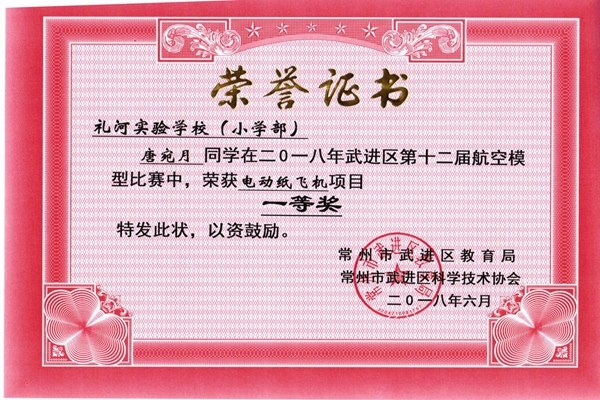 荣誉证书
礼河实验学校（小学部）
唐宛月 同学在二〇一八年武进区第十二届航空模
型比赛中，荣获电动纸飞机项目
一等奖
特发此状，以资鼓励。
常州市武进区教育局
常州市武进区科学技术协会
二〇一八年六月